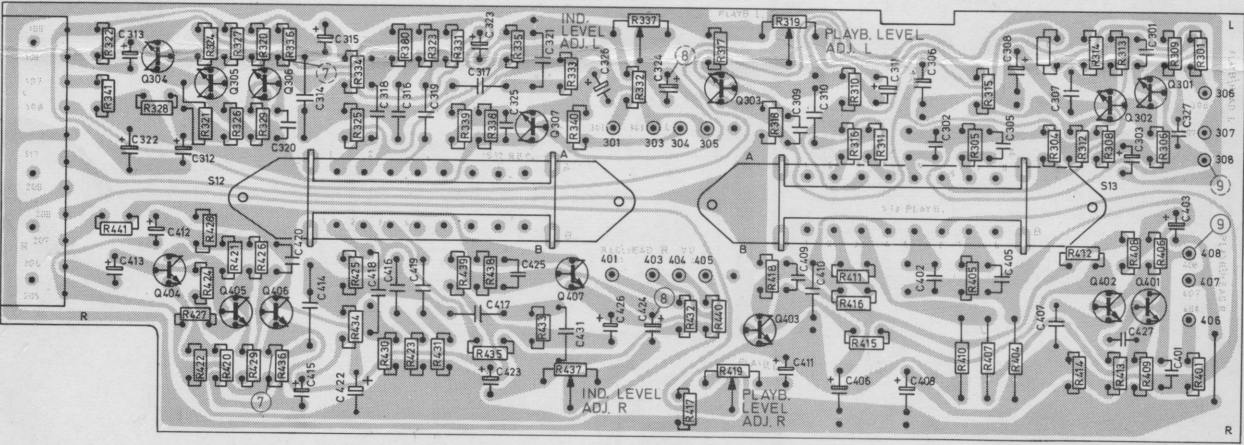 C313
R322
Q304
R324
R327
R320
R316
C315
Q305
Q306
7
R334
R330
R323
R331
C323
R335
C321
C317
IND.
LEVEL
ADJ. L
R337
R333
C326
R332
C324
8
R317
Q303
R319
PLAYB. LEVEL
ADJ. L
C311
C306
C308
R315
R314
R313
C301
R309
R301
L
R341
R328
R321
R326
R329
C320
C314
R325
C318
C316
C319
R339
R338
C325
Q307
R340
301
303
304
305
R318
C309
C310
R310
R311
C302
R305
C305
C307
Q302
Q301
R304
R312
R308
C303
R306
C327
306
307
308
9
C322
C312
S12
A
A
S13
R441
C412
R428
R421
R426
C420
B
B
C403
9
408
407
406
C413
Q404
R424
R427
Q405
Q406
C414
R425
C418
C416
C419
R439
R438
C425
Q407
401
403
404
405
R418
C409
C410
R411
R416
C402
R405
C405
R412
R408
R406
Q402
Q401
C407
C427
R434
R430
R423
R431
C417
R435
R433
C431
C426
C424
8
R432
R440
Q403
R415
R410
R407
R404
R414
R413
R409
C401
R401
R
R422
R420
R429
R436
7
C415
C422
C423
R437
IND. LEVEL
ADJ. R
R417
R419
PLAYB.
LEVEL
ADJ. R
C411
C406
C408
R